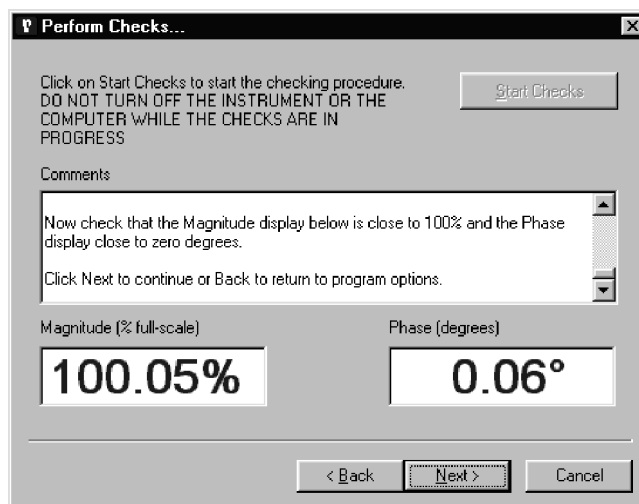 Perform Checks...
Click on Start Checks to start the checking procedure.
DO NOT TURN OFF THE INSTRUMENT OR THE
COMPUTER WHILE THE CHECKS ARE IN
PROGRESS
Start Checks
Comments
Now check that the Magnitude display below is close to 100% and the Phase
display close to zero degrees.
Click Next to continue or Back to return to program options.
Magnitude (% full-scale)
Phase (degrees)
100.05%
0.06°
< Back
Next >
Cancel